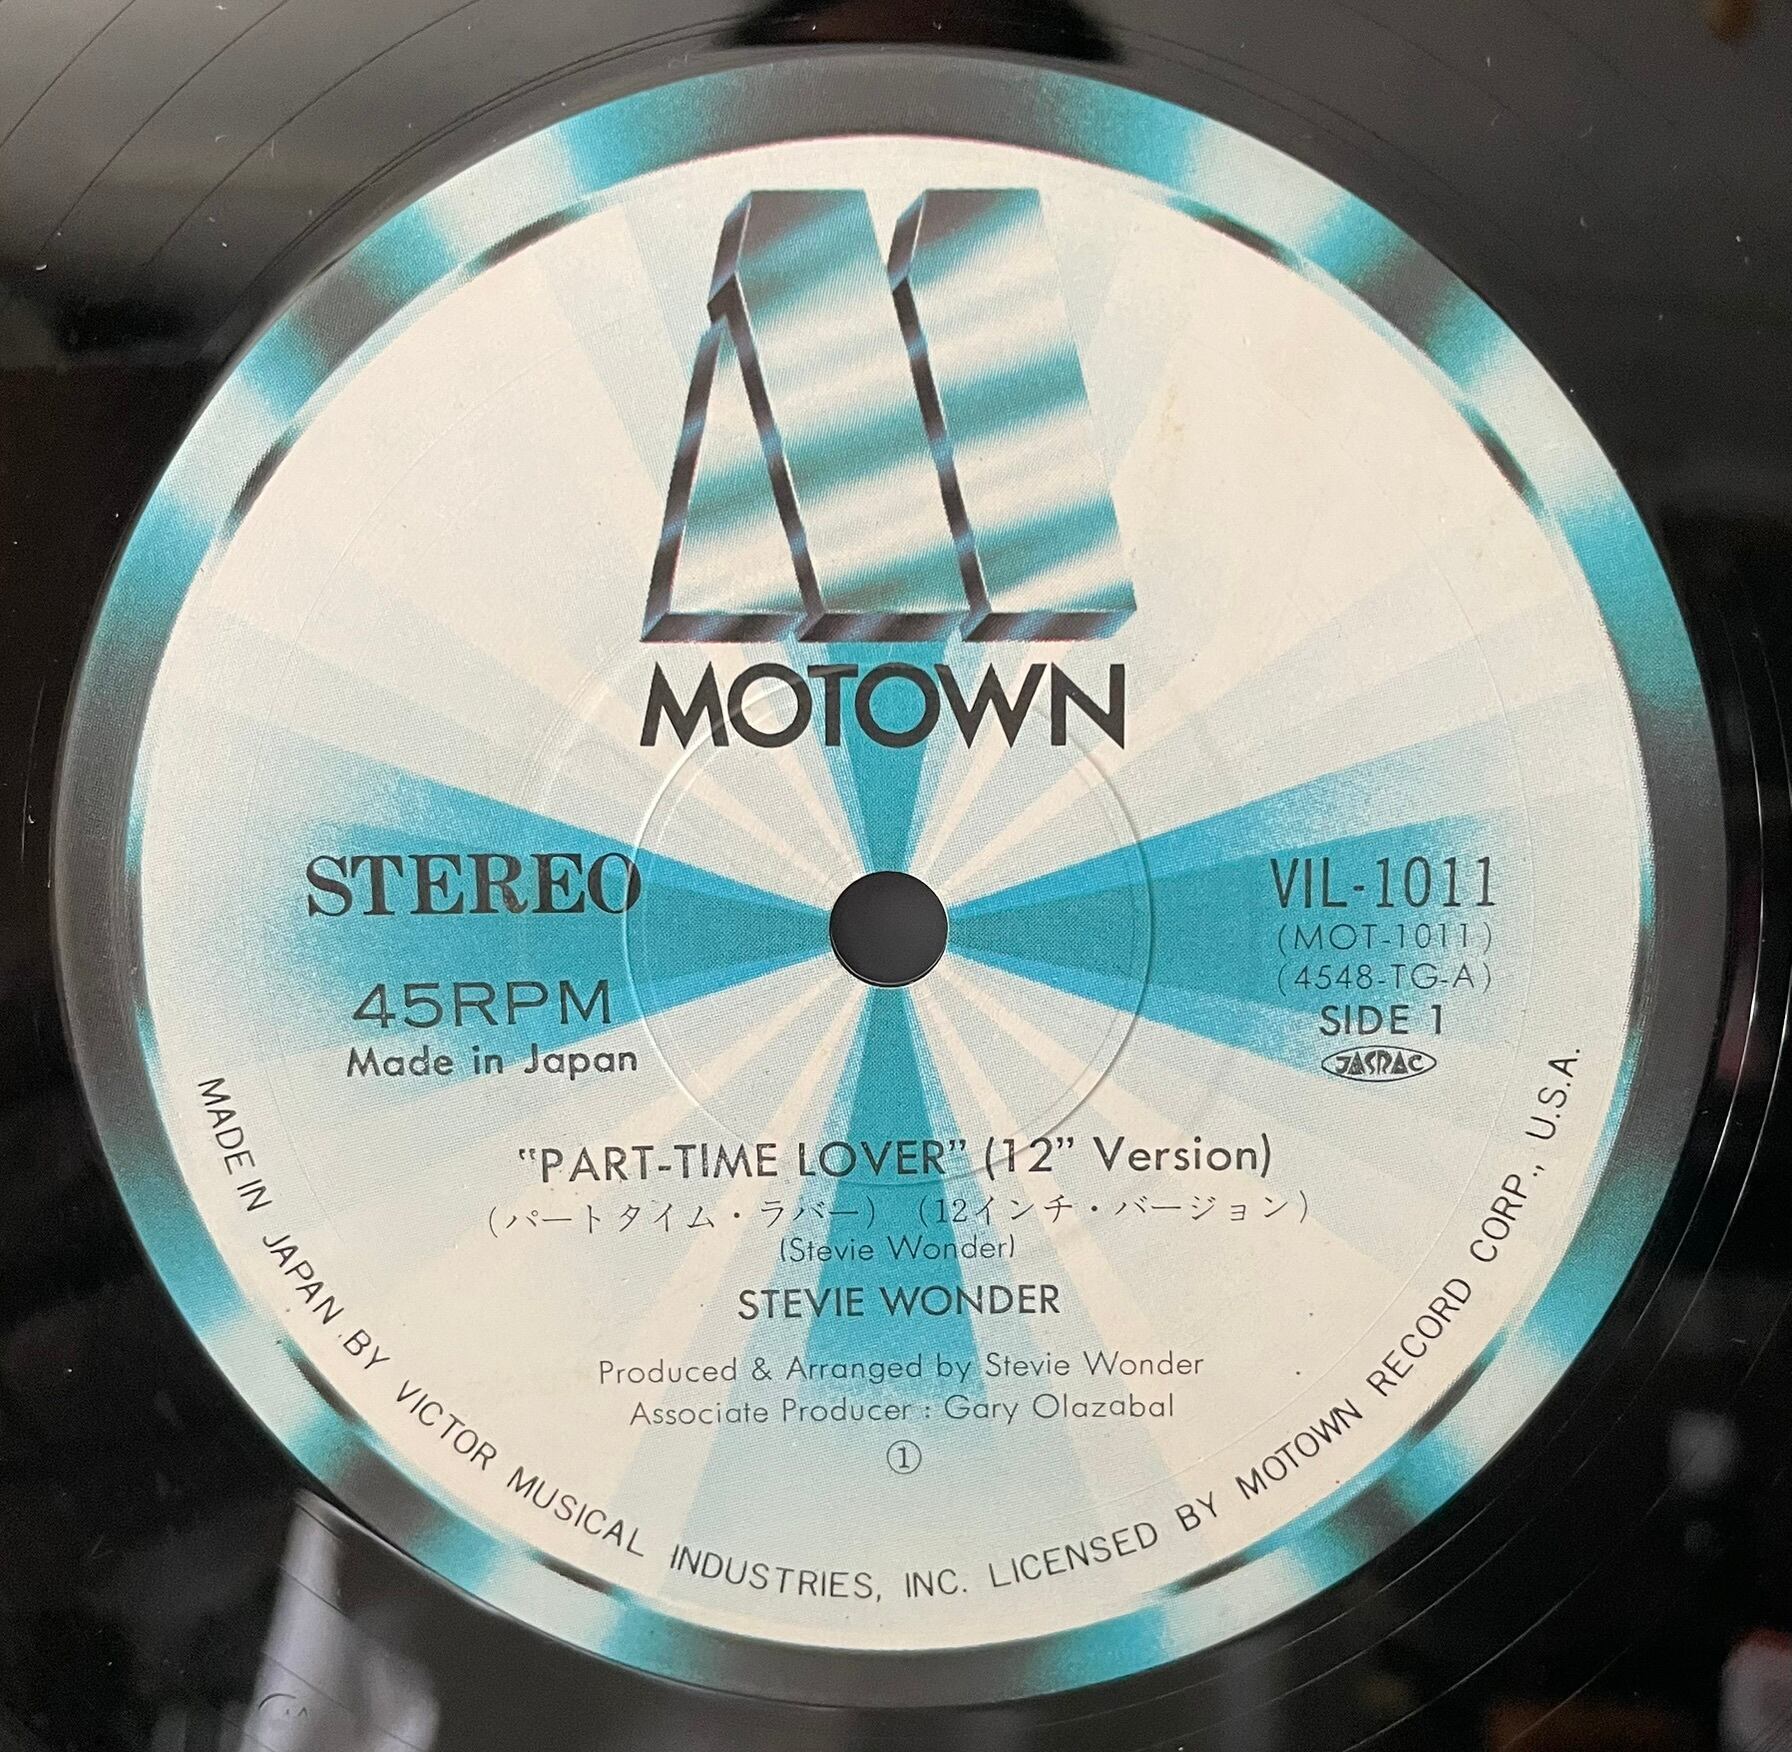 MOTOWN
STEREO
45RPM
Made in Japan
VIL-1011
(MOT-1011)
(4548-TG-A)
SIDE 1
JASRAC
"PART-TIME LOVER" (12" Version)
(パートタイム・ラバー) (12インチ・バージョン)
(Stevie Wonder)
STEVIE WONDER
Produced & Arranged by Stevie Wonder
Associate Producer : Gary Olazabal
①
MADE IN JAPAN BY VICTOR MUSICAL INDUSTRIES, INC. LICENSED BY MOTOWN RECORD CORP., U.S.A.